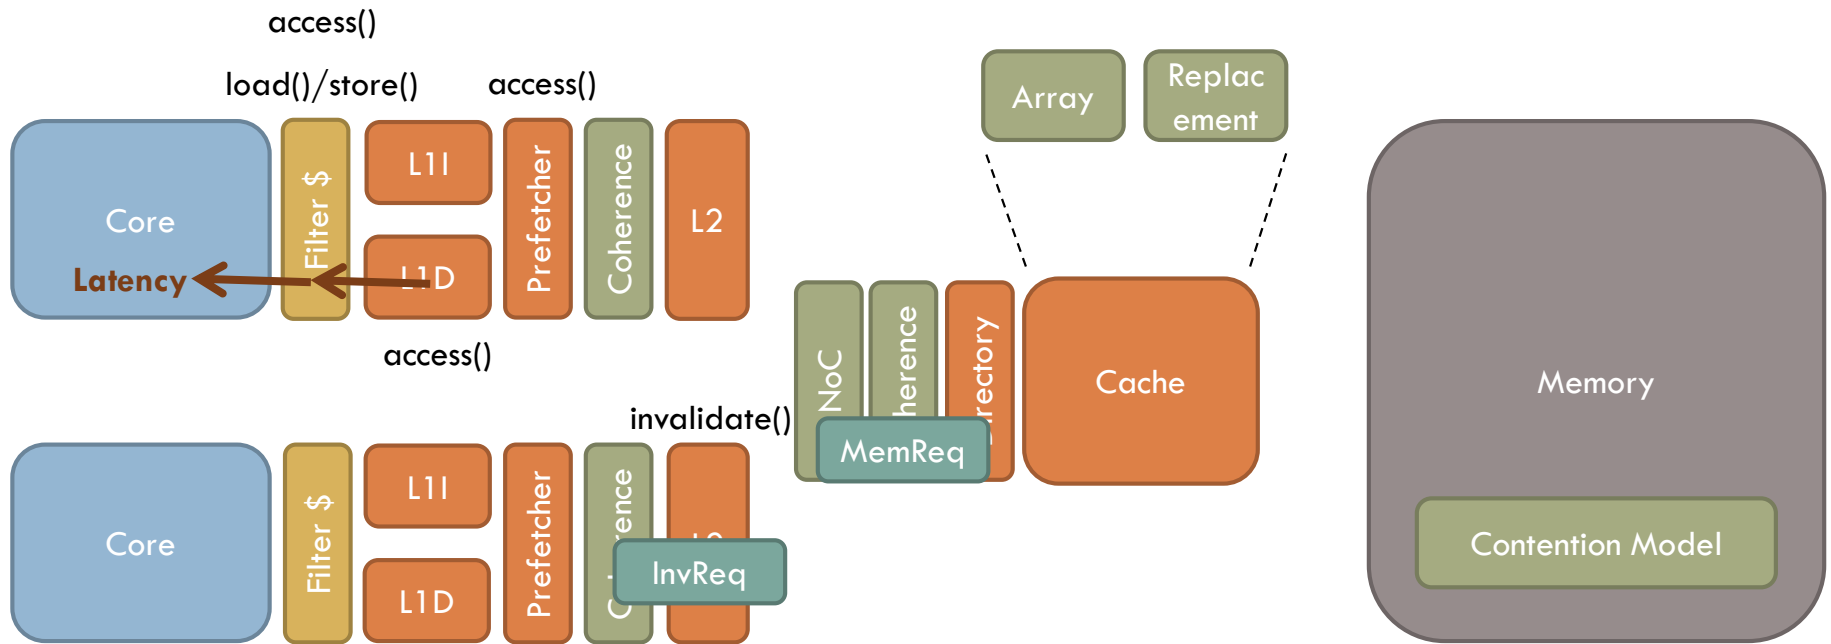 access()
load()/store()
access()
Array
Replac
ement
Core
Latency
Filter $
L1I
L1D
Prefetcher
Coherence
L2
access()
invalidate()
NoC
herence
rectory
MemReq
Cache
Memory
Contention Model
Core
Filter $
L1I
L1D
Prefetcher
InvReq